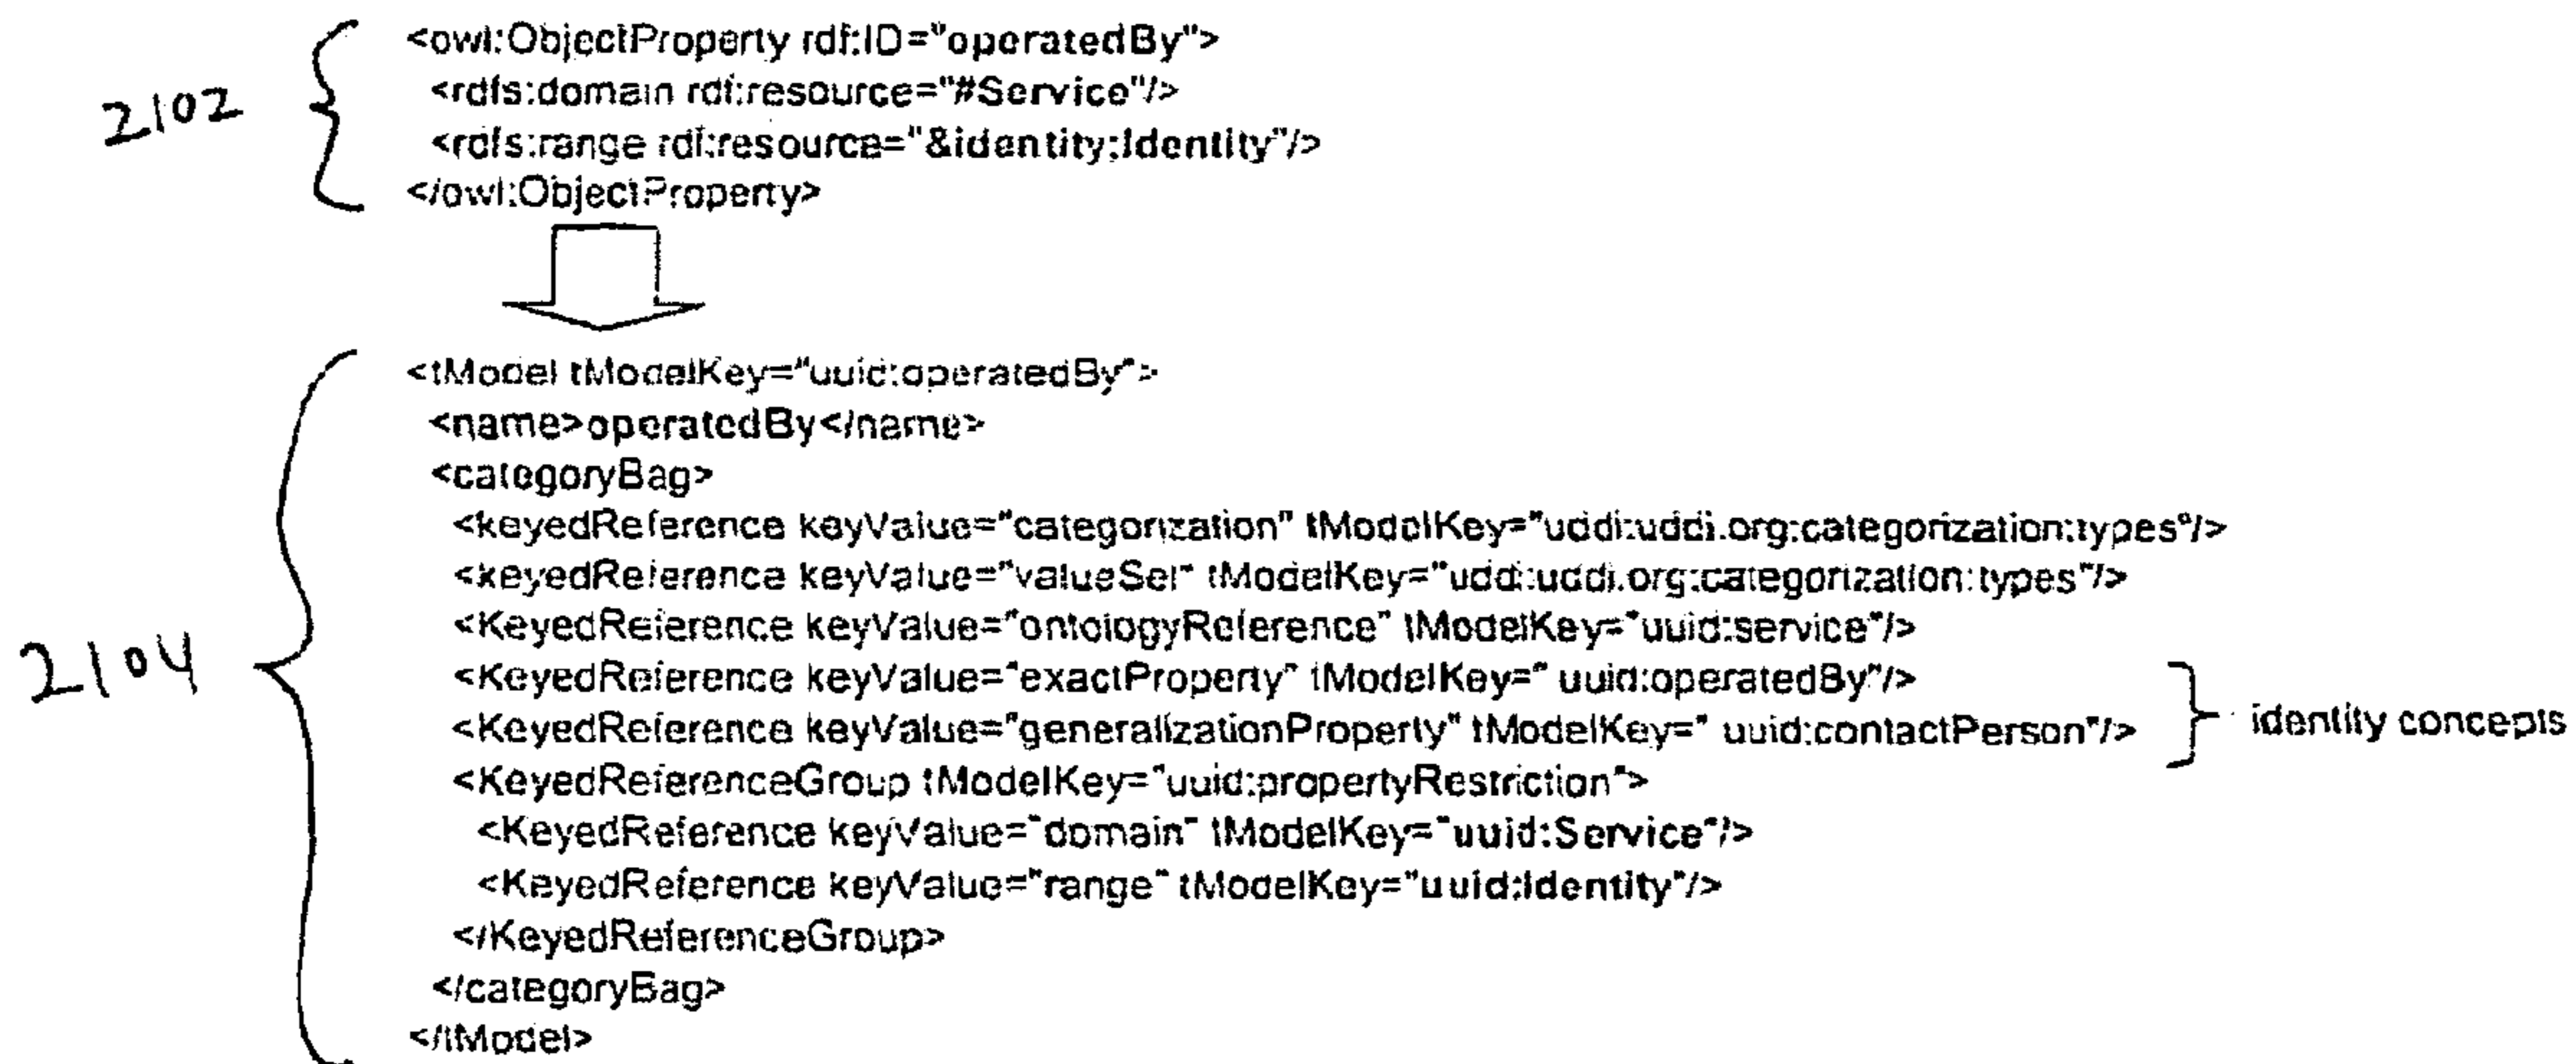 2102
<owl:ObjectProperty rdf:ID="operatedBy">
<rdfs:domain rdf:resource="#Service"/>
<rdfs:range rdf:resource="&identity;Identity"/>
</owl:ObjectProperty>
2104
<tModel tModelKey="uuid:operatedBy">
<name>operatedBy</name>
<categoryBag>
<keyedReference keyValue="categorization" tModelKey="uddi:uddi.org:categorization:types"/>
<keyedReference keyValue="valueSet" tModelKey="uddi:uddi.org:categorization:types"/>
<KeyedReference keyValue="ontologyReference" tModelKey="uuid:service"/>
<KeyedReference keyValue="exactProperty" tModelKey=" uuid:operatedBy"/>
<KeyedReference keyValue="generalizationProperty" tModelKey=" uuid:contactPerson"/>
identity concepts
<KeyedReferenceGroup tModelKey="uuid:propertyRestriction">
<KeyedReference keyValue="domain" tModelKey="uuid:Service"/>
<KeyedReference keyValue="range" tModelKey="uuid:Identity"/>
</KeyedReferenceGroup>
</categoryBag>
</tModel>